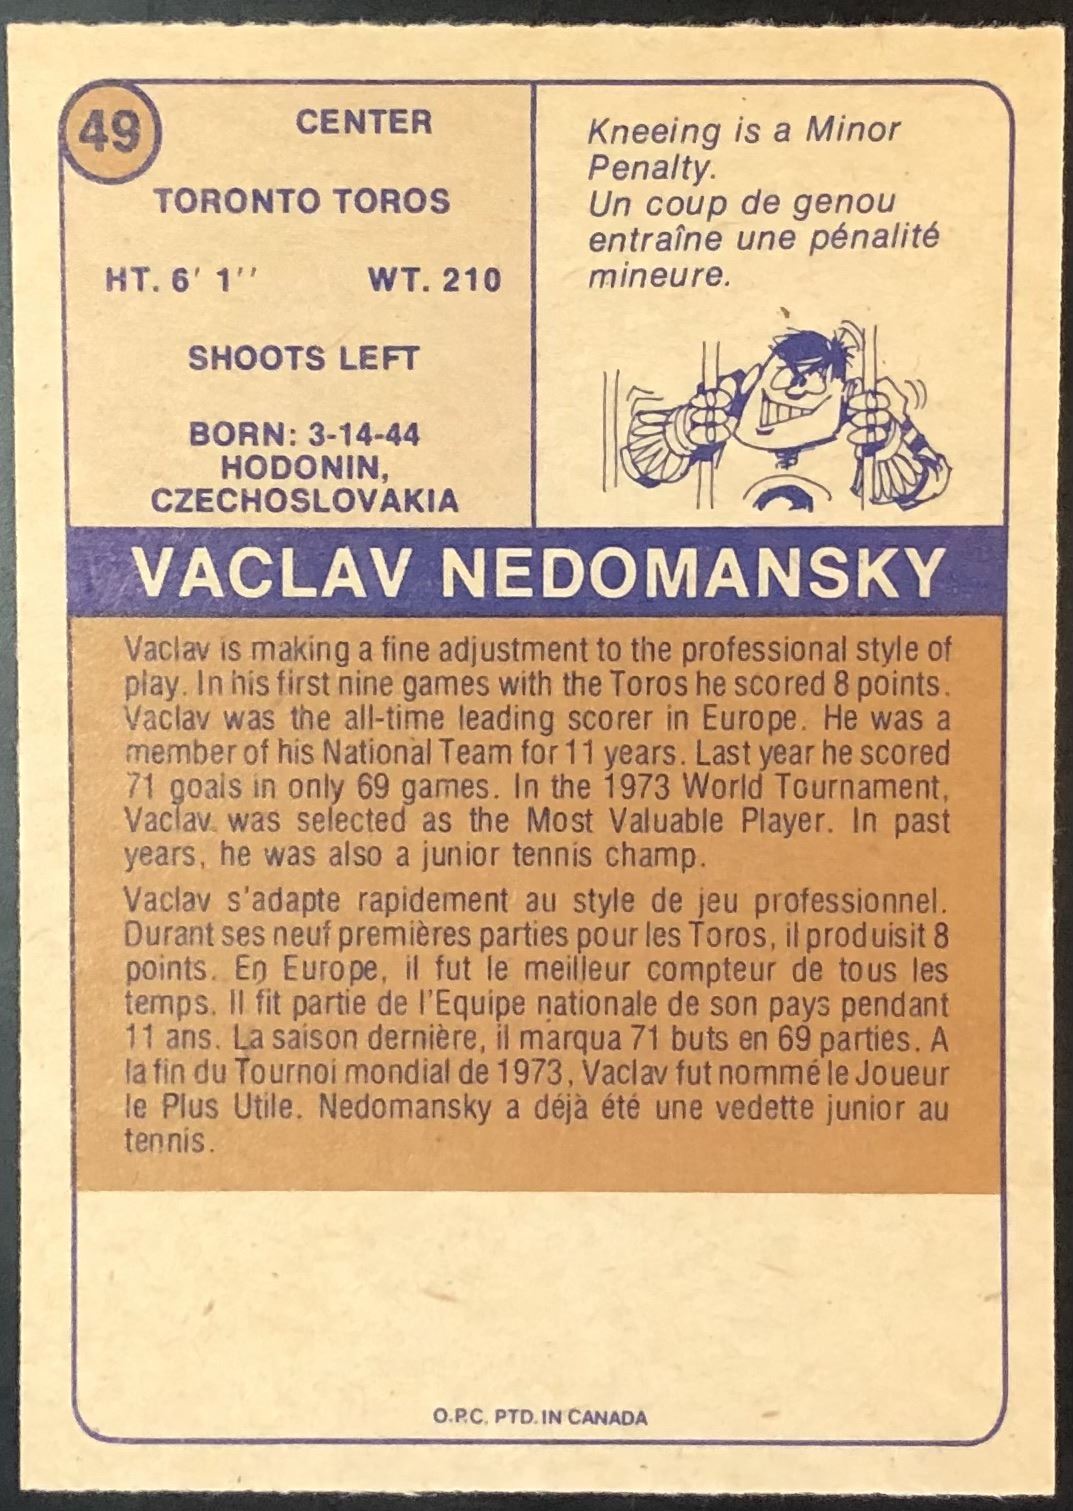 49
CENTER
TORONTO TOROS
HT. 6' 1'' WT. 210
SHOOTS LEFT
BORN: 3-14-44
HODONIN,
CZECHOSLOVAKIA
Kneeing is a Minor
Penalty.
Un coup de genou
entraîne une pénalité
mineure.
VACLAV NEDOMANSKY
Vaclav is making a fine adjustment to the professional style of
play. In his first nine games with the Toros he scored 8 points.
Vaclav was the all-time leading scorer in Europe. He was a
member of his National Team for 11 years. Last year he scored
71 goals in only 69 games. In the 1973 World Tournament,
Vaclav was selected as the Most Valuable Player. In past
years, he was also a junior tennis champ.
Vaclav s'adapte rapidement au style de jeu professionnel.
Durant ses neuf premières parties pour les Toros, il produisit 8
points. En Europe, il fut le meilleur compteur de tous les
temps. Il fit partie de l'Equipe nationale de son pays pendant
11 ans. La saison dernière, il marqua 71 buts en 69 parties. A
la fin du Tournoi mondial de 1973, Vaclav fut nommé le Joueur
le Plus Utile. Nedomansky a déjà été une vedette junior au
tennis.
O.P.C. PTD. IN CANADA